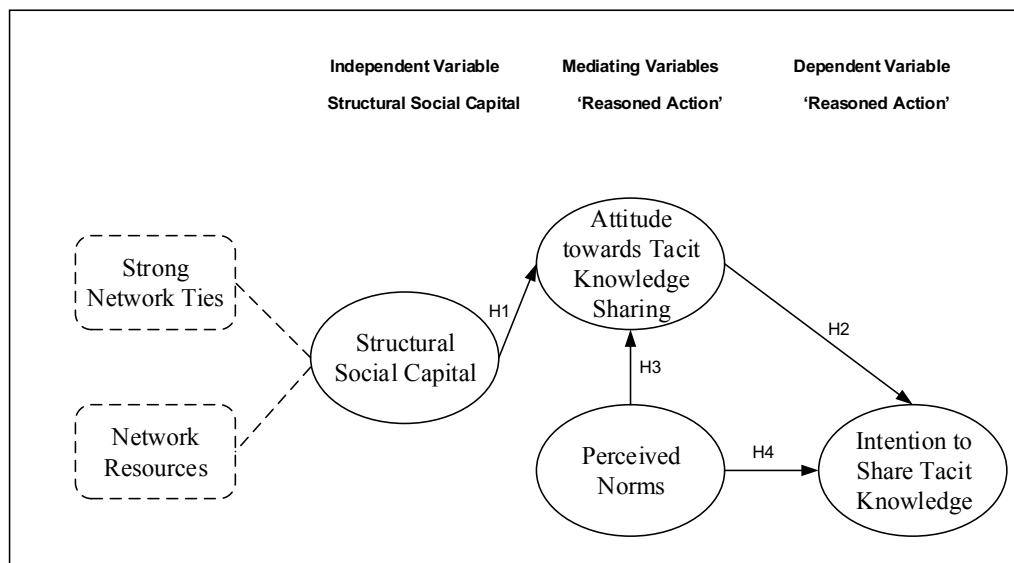 Independent Variable
Structural Social Capital
Mediating Variables
‘Reasoned Action’
Dependent Variable
‘Reasoned Action’
Strong
Network Ties
Network
Resources
Structural
Social Capital
H1
Attitude
towards Tacit
Knowledge
Sharing
H3
Perceived
Norms
H2
H4
Intention to
Share Tacit
Knowledge